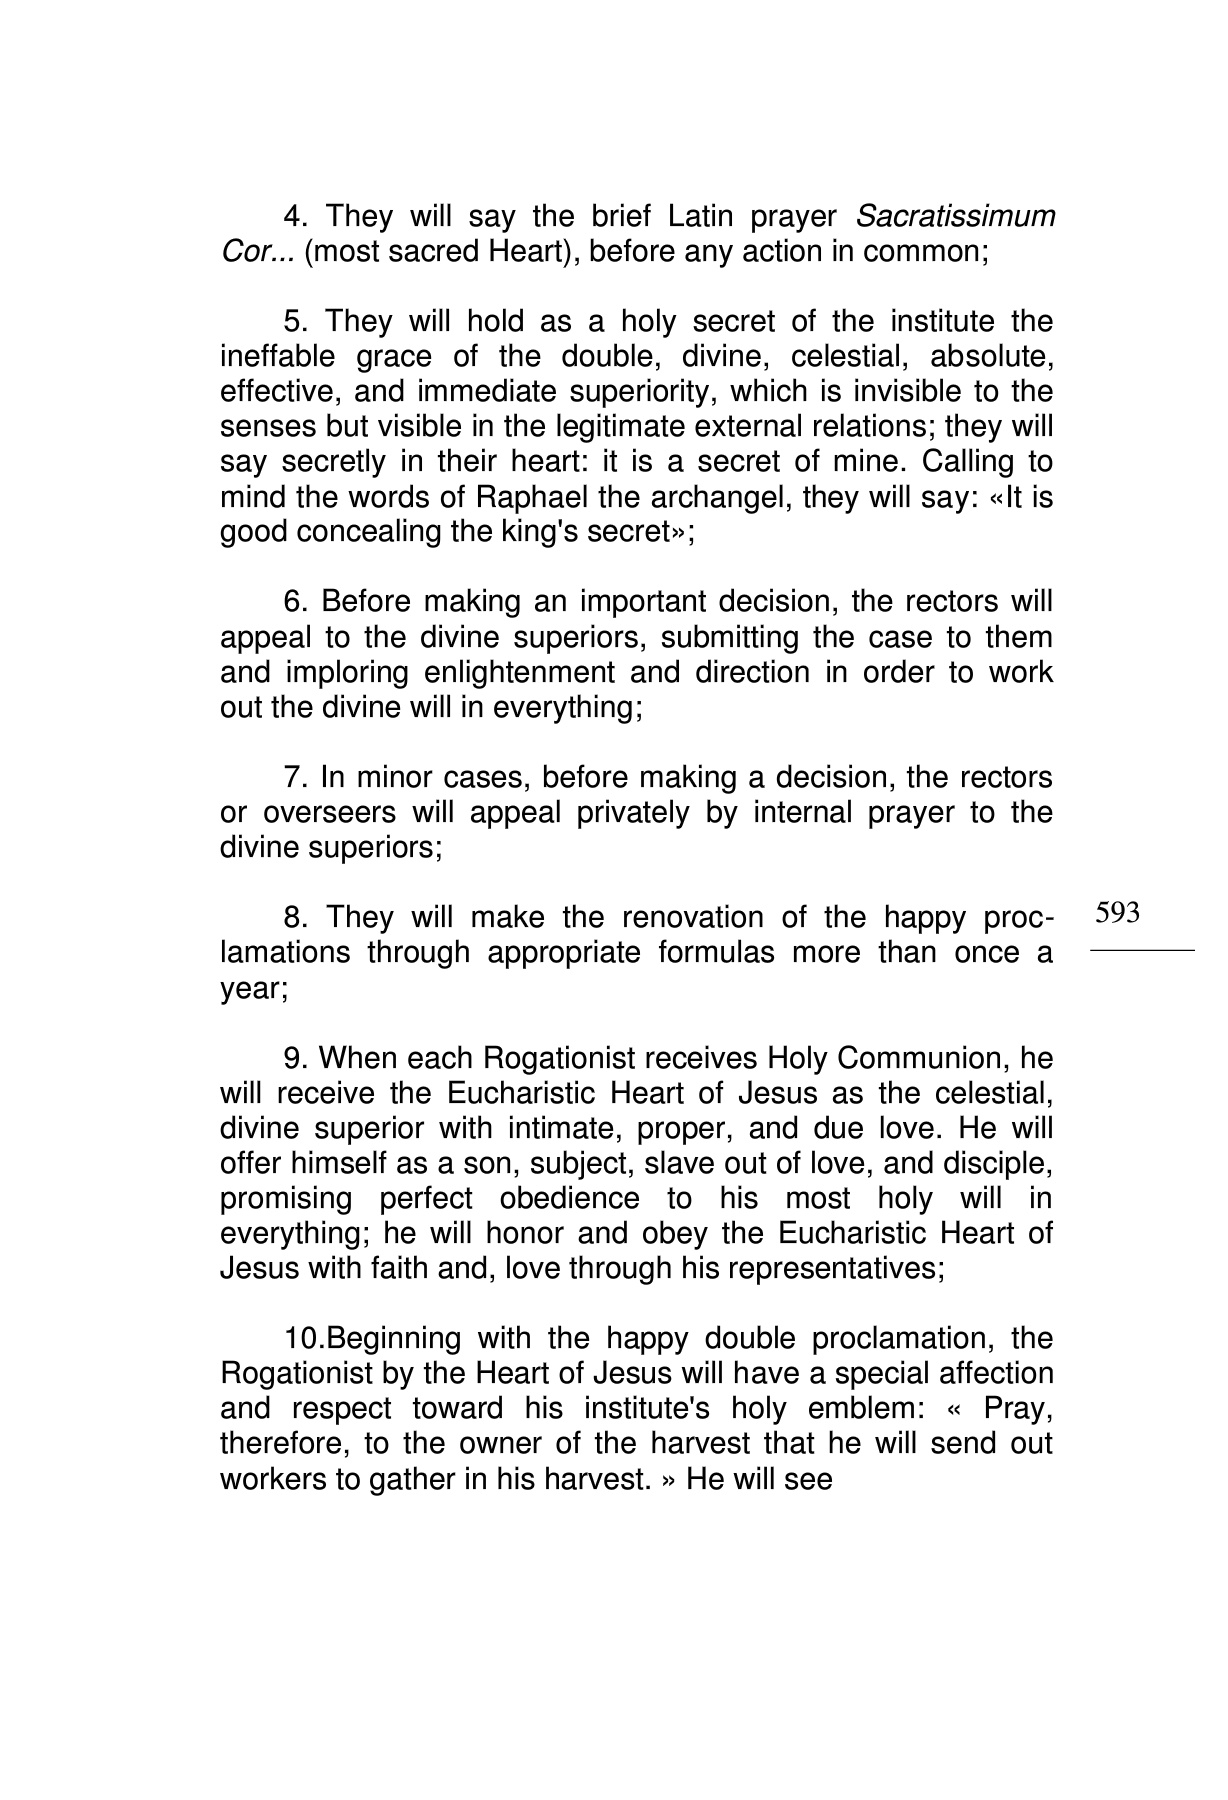 4. They will say the brief Latin prayer Sacratissimum
Cor... (most sacred Heart), before any action in common;
5. They will hold as a holy secret of the institute the
ineffable grace of the double, divine, celestial, absolute,
effective, and immediate superiority, which is invisible to the
senses but visible in the legitimate external relations; they will
say secretly in their heart: it is a secret of mine. Calling to
mind the words of Raphael the archangel, they will say: «It is
good concealing the king's secret»;
6. Before making an important decision, the rectors will
appeal to the divine superiors, submitting the case to them
and imploring enlightenment and direction in order to work
out the divine will in everything;
7. In minor cases, before making a decision, the rectors
or overseers will appeal privately by internal prayer to the
divine superiors;
8. They will make the renovation of the happy proc-
lamations through appropriate formulas more than once a
year;
593
9. When each Rogationist receives Holy Communion, he
will receive the Eucharistic Heart of Jesus as the celestial,
divine superior with intimate, proper, and due love. He will
offer himself as a son, subject, slave out of love, and disciple,
promising perfect obedience to his most holy will in
everything; he will honor and obey the Eucharistic Heart of
Jesus with faith and, love through his representatives;
10.Beginning with the happy double proclamation, the
Rogationist by the Heart of Jesus will have a special affection
and respect toward his institute's holy emblem: « Pray,
therefore, to the owner of the harvest that he will send out
workers to gather in his harvest. » He will see